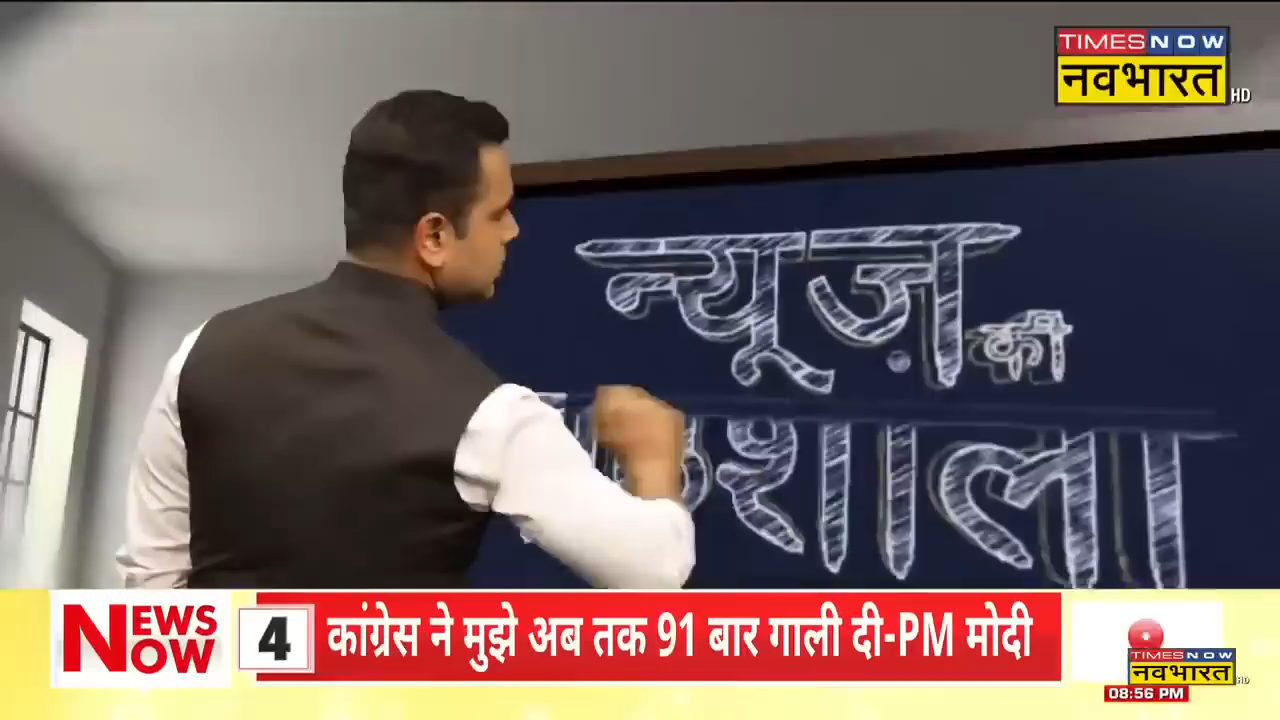 TIMES NOW
नवभारत
HD
न्यूज़ की
शाला
NEWS NOW
4
कांग्रेस ने मुझे अब तक 91 बार गाली दी-PM मोदी
TIMES NOW
नवभारत
HD
08:56 PM